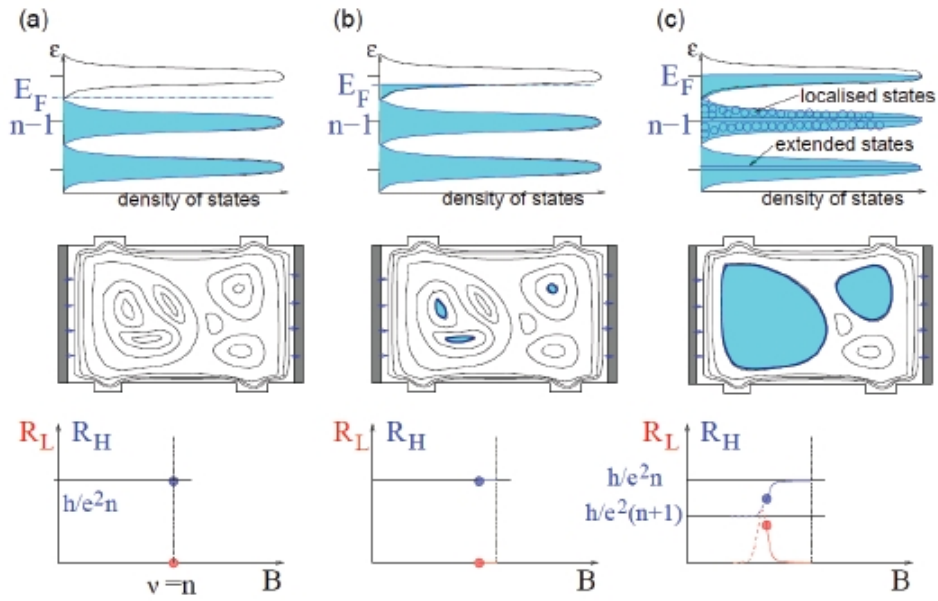 (a)
ε
E_F
n−1
density of states
R_L R_H
h/e²n
ν =n
B
(b)
ε
E_F
n−1
density of states
R_L R_H
B
(c)
ε
E_F
n−1
localised states
extended states
density of states
R_L R_H
h/e²n
h/e²(n+1)
B